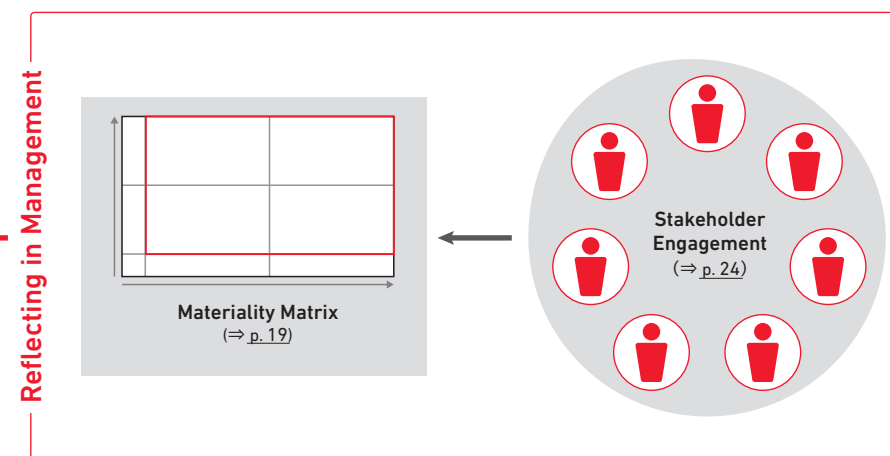 Reflecting in Management
Materiality Matrix
(⇒ p. 19)
Stakeholder
Engagement
(⇒ p. 24)